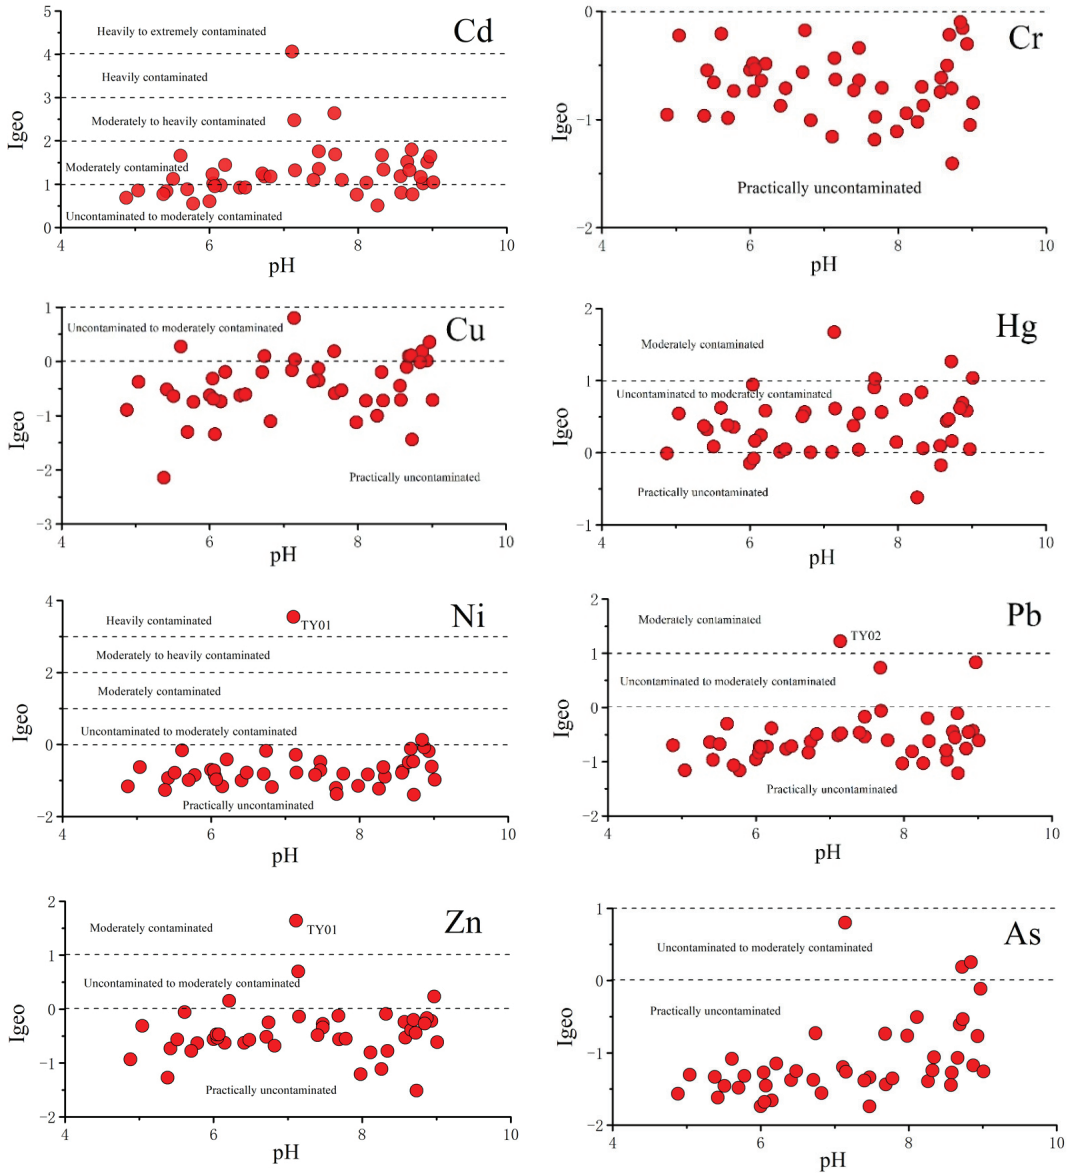 5
Heavily to extremely contaminated
Cd
4
Heavily contaminated
3
Moderately to heavily contaminated
2
Moderately contaminated
1
Uncontaminated to moderately contaminated
0
Igeo
4 6 8 10
pH
0
Cr
-1
Practically uncontaminated
-2
Igeo
4 6 8 10
pH
1
Uncontaminated to moderately contaminated
Cu
0
-1
-2
Practically uncontaminated
-3
Igeo
4 6 8 10
pH
2
Hg
Moderately contaminated
1
Uncontaminated to moderately contaminated
0
Practically uncontaminated
-1
Igeo
4 6 8 10
pH
4
Heavily contaminated
TY01
Ni
Moderately to heavily contaminated
2
Moderately contaminated
Uncontaminated to moderately contaminated
0
Practically uncontaminated
-2
Igeo
4 6 8 10
pH
2
Moderately contaminated
Pb
TY02
1
Uncontaminated to moderately contaminated
0
-1
Practically uncontaminated
-2
Igeo
4 6 8 10
pH
2
Moderately contaminated
TY01
Zn
1
Uncontaminated to moderately contaminated
0
-1
Practically uncontaminated
-2
Igeo
4 6 8 10
pH
1
As
Uncontaminated to moderately contaminated
0
Practically uncontaminated
-1
-2
Igeo
4 6 8 10
pH